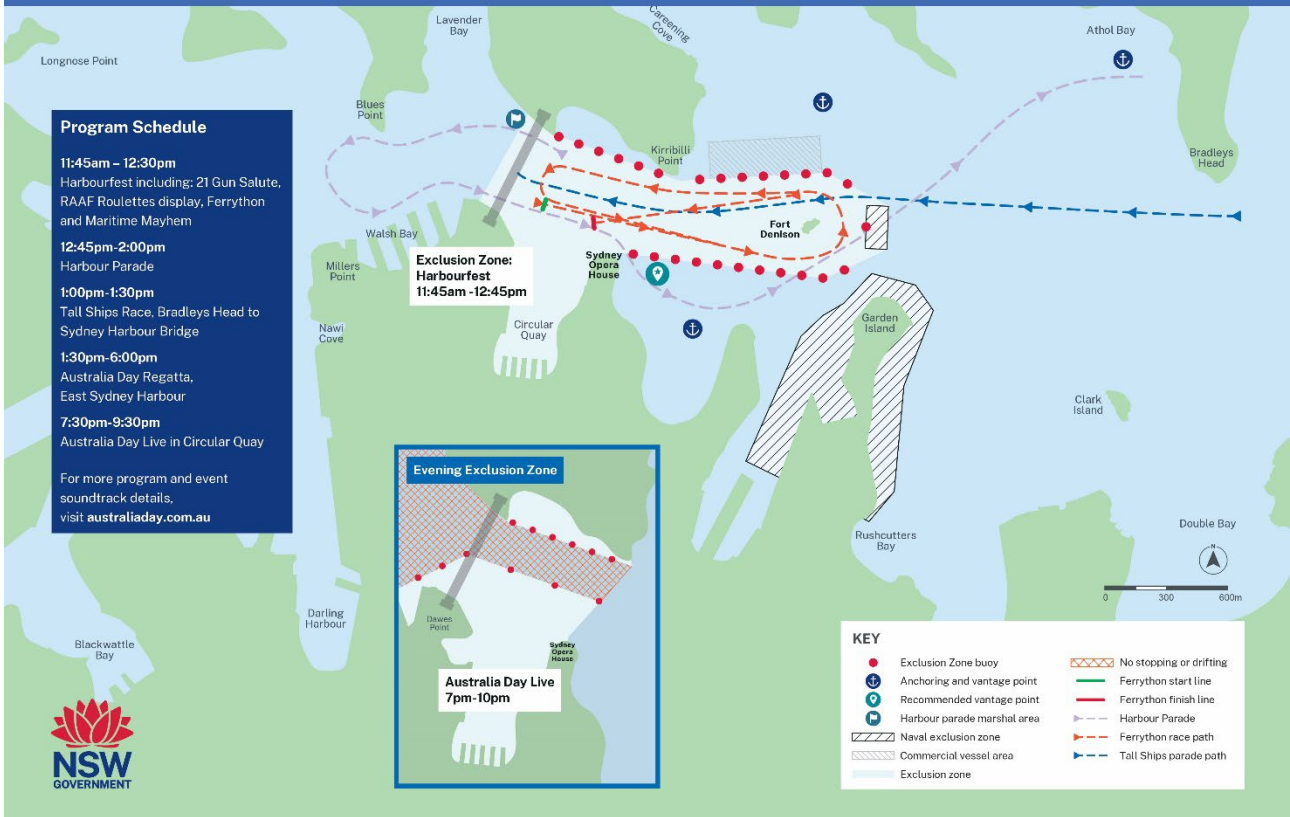 Lavender
Bay
Careening
Cove
Athol Bay
Longnose Point
Blues
Point
Kirribilli
Point
Bradleys
Head
Program Schedule
11:45am – 12:30pm
Harbourfest including: 21 Gun Salute,
RAAF Roulettes display, Ferrython
and Maritime Mayhem
12:45pm-2:00pm
Harbour Parade
1:00pm-1:30pm
Tall Ships Race, Bradleys Head to
Sydney Harbour Bridge
1:30pm-6:00pm
Australia Day Regatta,
East Sydney Harbour
7:30pm-9:30pm
Australia Day Live in Circular Quay
For more program and event
soundtrack details,
visit australiaday.com.au
Walsh Bay
Millers
Point
Nawi
Cove
Exclusion Zone:
Harbourfest
11:45am -12:45pm
Sydney
Opera
House
Fort
Denison
Circular
Quay
Garden
Island
Clark
Island
Evening Exclusion Zone
Dawes
Point
Sydney
Opera
House
Australia Day Live
7pm-10pm
Rushcutters
Bay
Double Bay
N
0 300 600m
Darling
Harbour
Blackwattle
Bay
NSW
GOVERNMENT
KEY
Exclusion Zone buoy
Anchoring and vantage point
Recommended vantage point
Harbour parade marshal area
Naval exclusion zone
Commercial vessel area
Exclusion zone
No stopping or drifting
Ferrython start line
Ferrython finish line
Harbour Parade
Ferrython race path
Tall Ships parade path